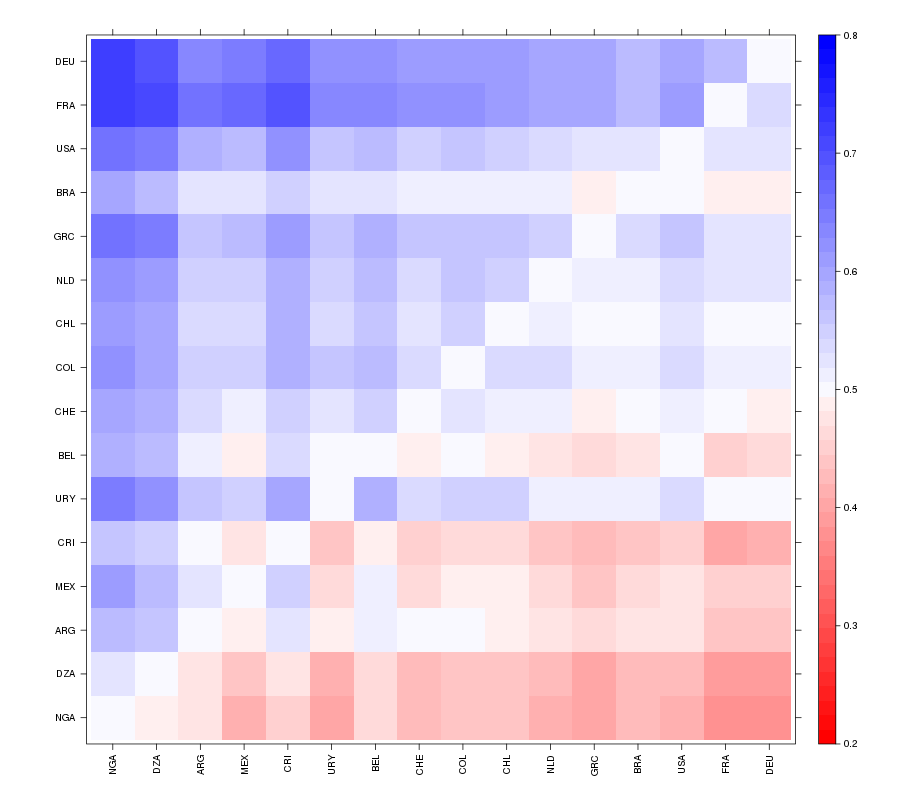 DEU
FRA
USA
BRA
GRC
NLD
CHL
COL
CHE
BEL
URY
CRI
MEX
ARG
DZA
NGA
NGA DZA ARG MEX CRI URY BEL CHE COL CHL NLD GRC BRA USA FRA DEU
0.8
0.7
0.6
0.5
0.4
0.3
0.2